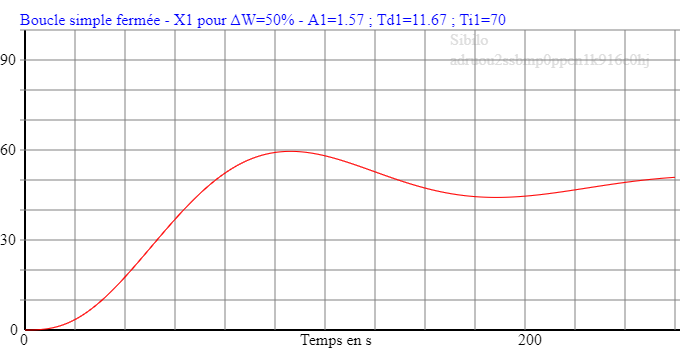 Boucle simple fermée - X1 pour ΔW=50% - A1=1.57 ; Td1=11.67 ; Ti1=70
Sibilo
90
60
30
0
0 Temps en s 200